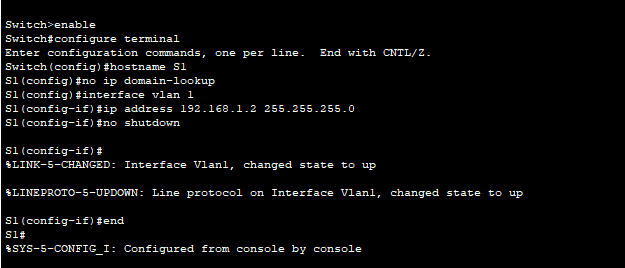 Switch>enable
Switch#configure terminal
Enter configuration commands, one per line.  End with CNTL/Z.
Switch(config)#hostname S1
S1(config)#no ip domain-lookup
S1(config)#interface vlan 1
S1(config-if)#ip address 192.168.1.2 255.255.255.0
S1(config-if)#no shutdown
S1(config-if)#
%LINK-5-CHANGED: Interface Vlan1, changed state to up
%LINEPROTO-5-UPDOWN: Line protocol on Interface Vlan1, changed state to up
S1(config-if)#end
S1#
%SYS-5-CONFIG_I: Configured from console by console